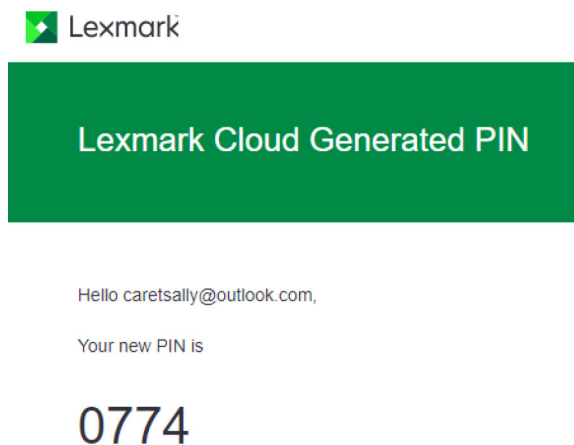 Lexmark
Lexmark Cloud Generated PIN
Hello caretsally@outlook.com,
Your new PIN is
0774